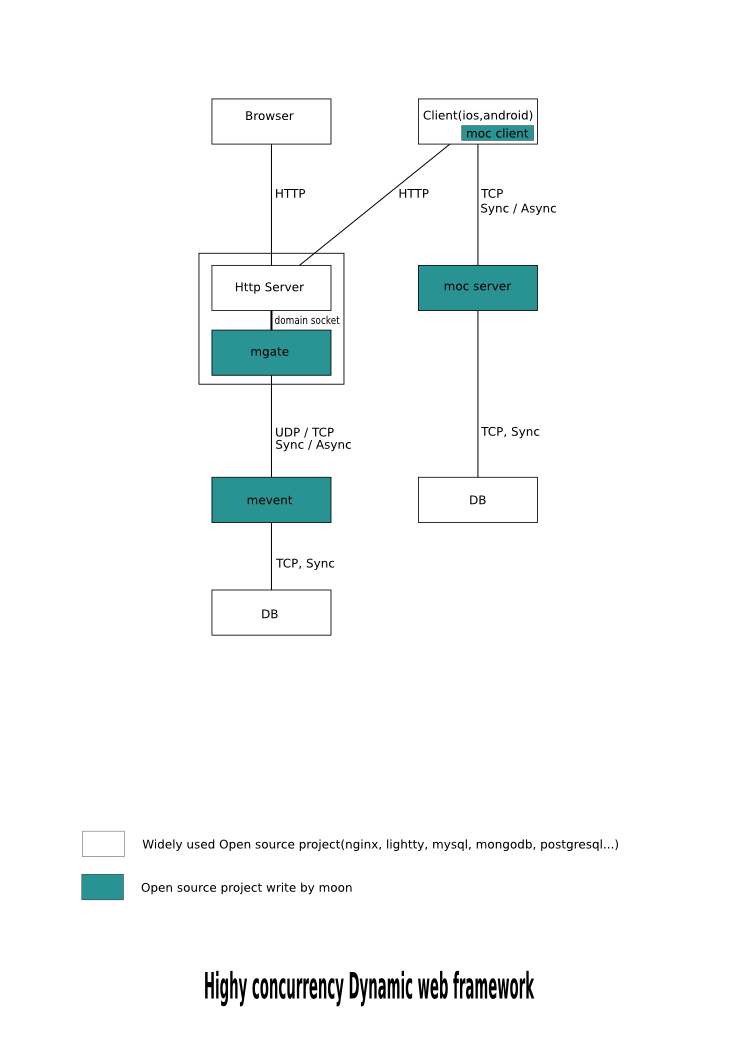 Browser
Client(ios,android)
moc client
HTTP
HTTP
TCP
Sync / Async
Http Server
moc server
domain socket
mgate
UDP / TCP
Sync / Async
TCP, Sync
mevent
DB
TCP, Sync
DB
Widely used Open source project(nginx, lightty, mysql, mongodb, postgresql...)
Open source project write by moon
Highy concurrency Dynamic web framework